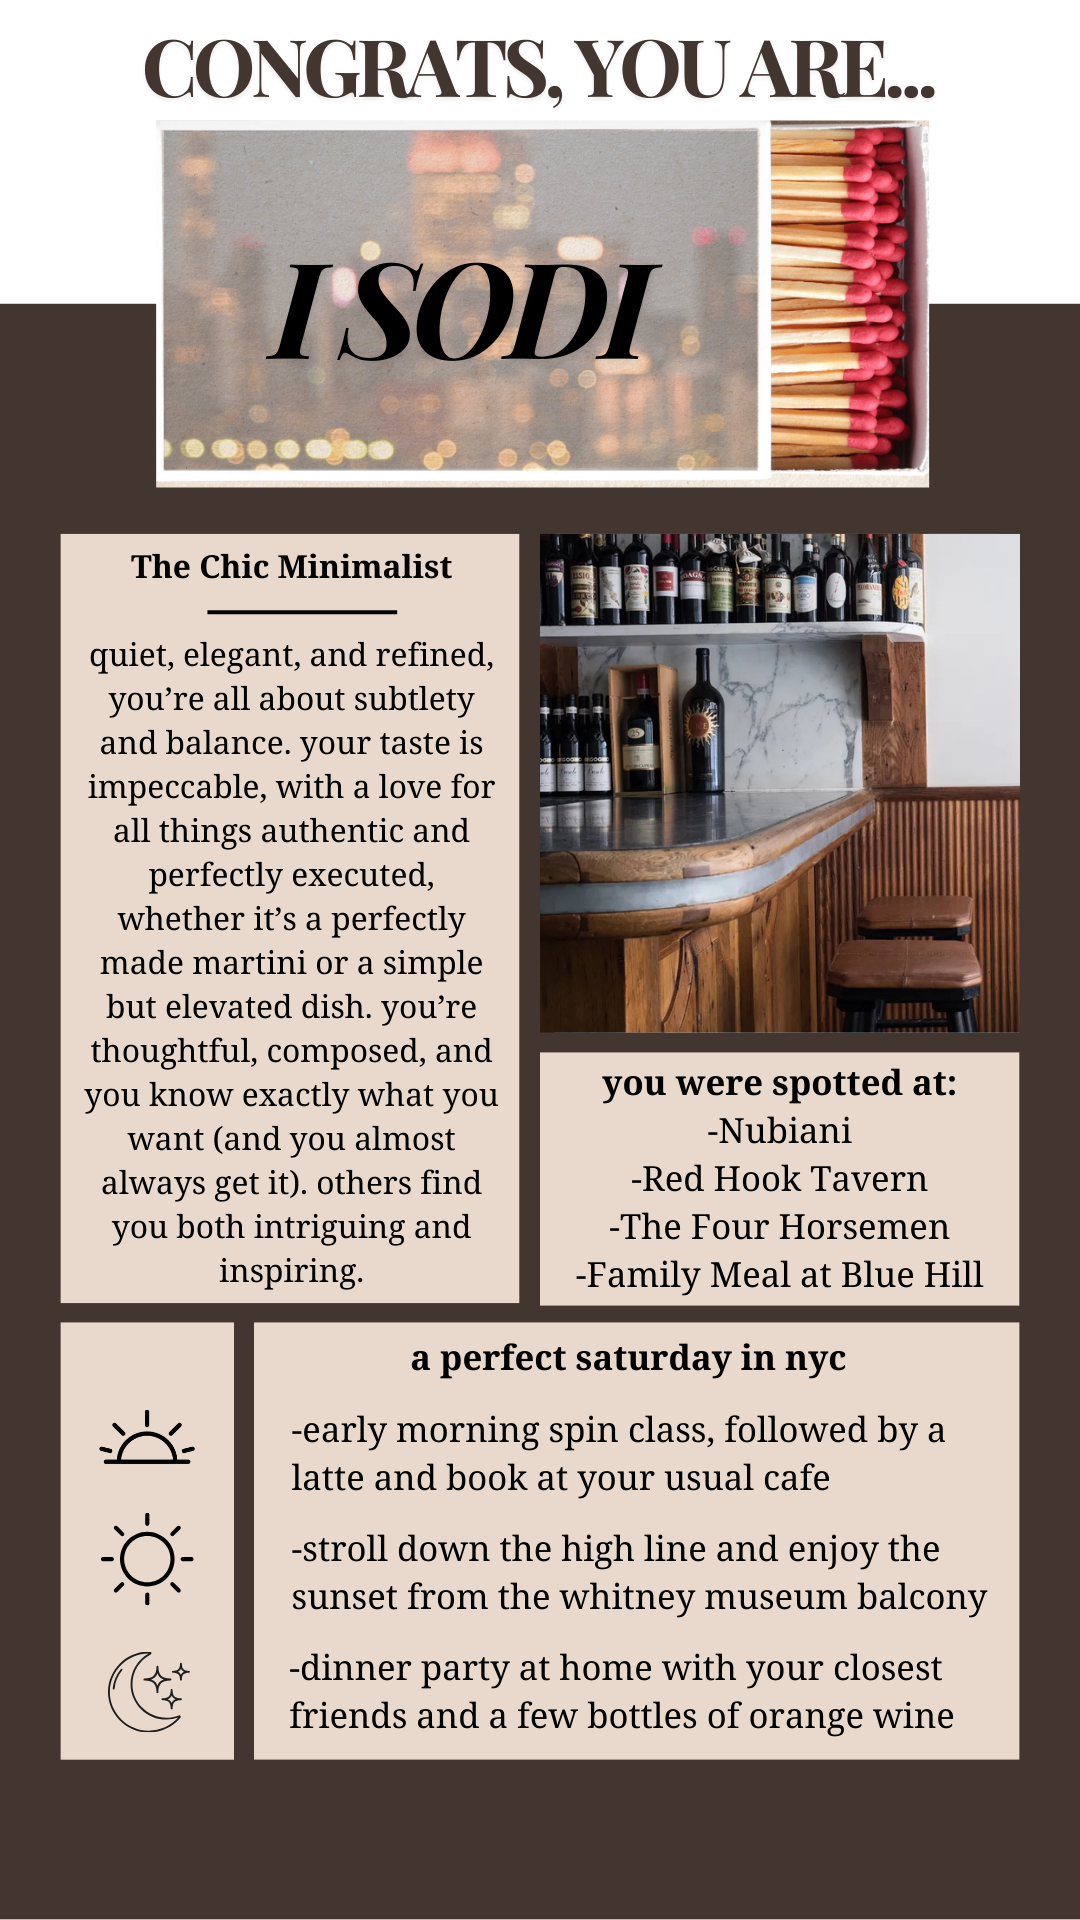 CONGRATS, YOU ARE...
I SODI
The Chic Minimalist
quiet, elegant, and refined,
you’re all about subtlety
and balance. your taste is
impeccable, with a love for
all things authentic and
perfectly executed,
whether it’s a perfectly
made martini or a simple
but elevated dish. you’re
thoughtful, composed, and
you know exactly what you
want (and you almost
always get it). others find
you both intriguing and
inspiring.
you were spotted at:
-Nubiani
-Red Hook Tavern
-The Four Horsemen
-Family Meal at Blue Hill
a perfect saturday in nyc
-early morning spin class, followed by a
latte and book at your usual cafe
-stroll down the high line and enjoy the
sunset from the whitney museum balcony
-dinner party at home with your closest
friends and a few bottles of orange wine